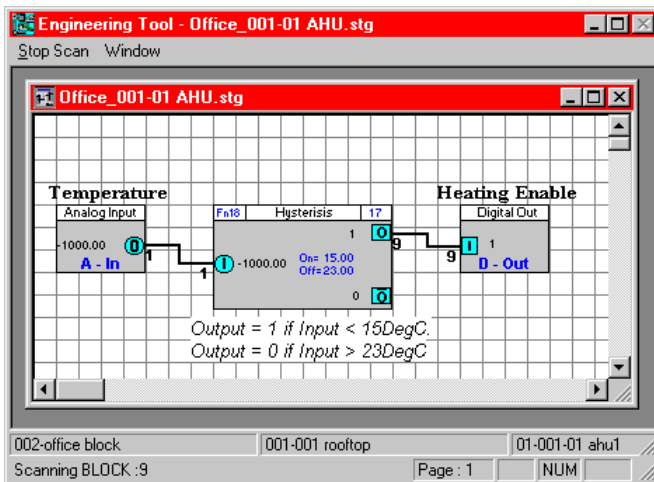 Engineering Tool - Office_001-01 AHU.stg
Stop Scan Window
Office_001-01 AHU.stg
Temperature
Heating Enable
Analog Input
Fn18 Hysterisis 17
Digital Out
1 O
-1000.00 O 1
9
9 I 1
A - In
1 I -1000.00 On= 15.00
Off=23.00
D - Out
0 O
Output = 1 if Input < 15DegC.
Output = 0 if Input > 23DegC
002-office block 001-001 rooftop 01-001-01 ahu1
Scanning BLOCK :9 Page : 1 NUM